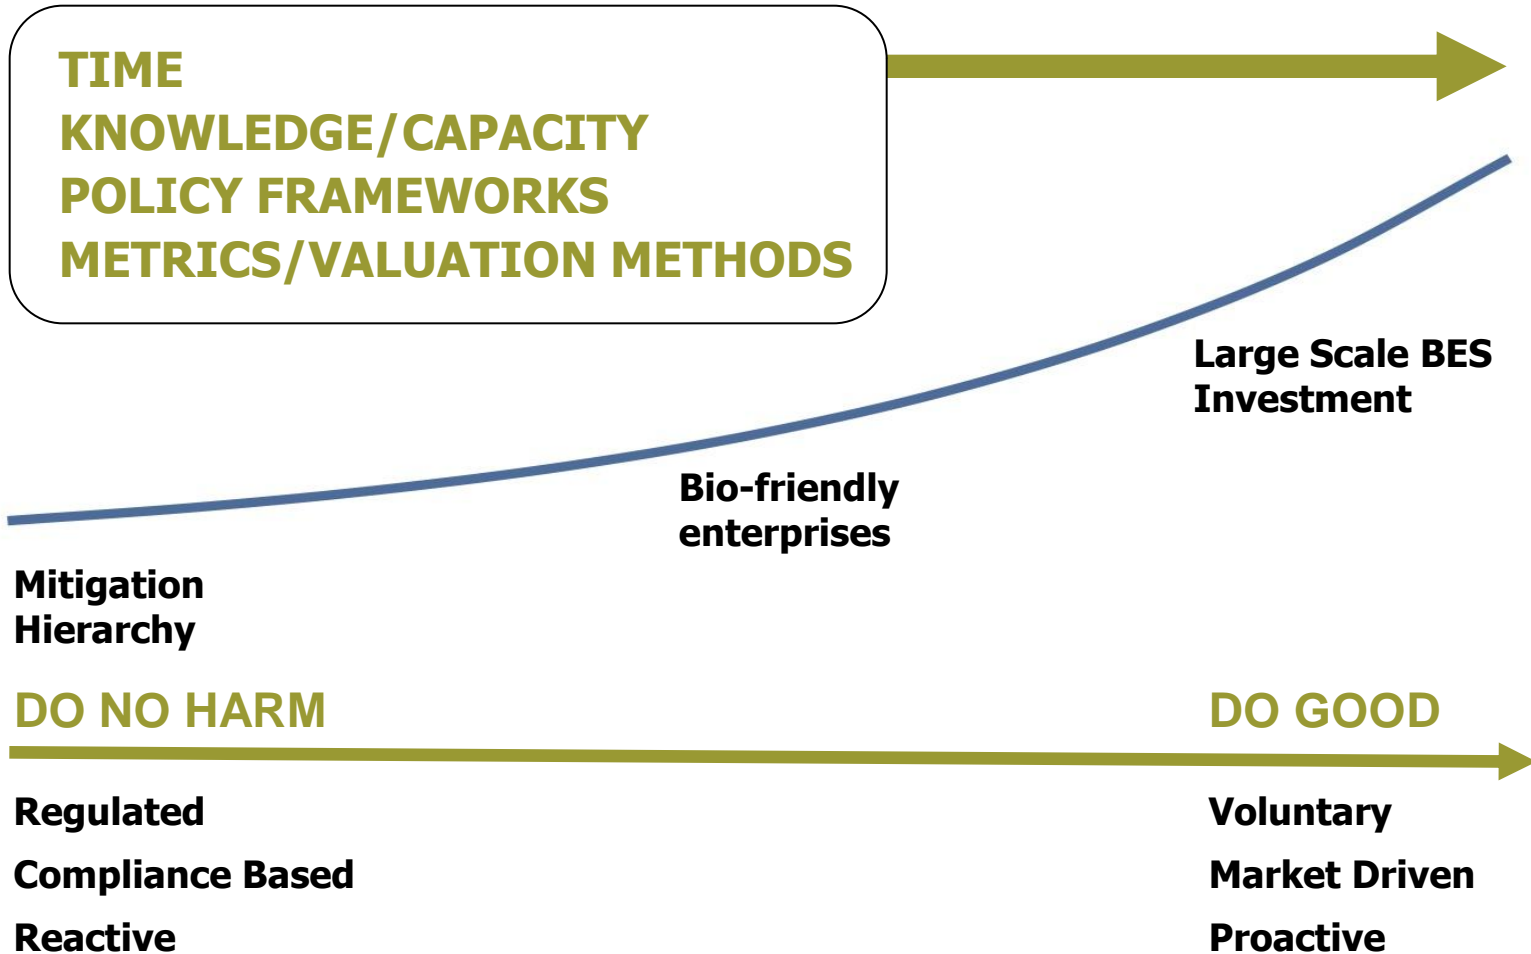 TIME
KNOWLEDGE/CAPACITY
POLICY FRAMEWORKS
METRICS/VALUATION METHODS
Large Scale BES
Investment
Bio-friendly
enterprises
Mitigation
Hierarchy
DO NO HARM
DO GOOD
Regulated
Compliance Based
Reactive
Voluntary
Market Driven
Proactive